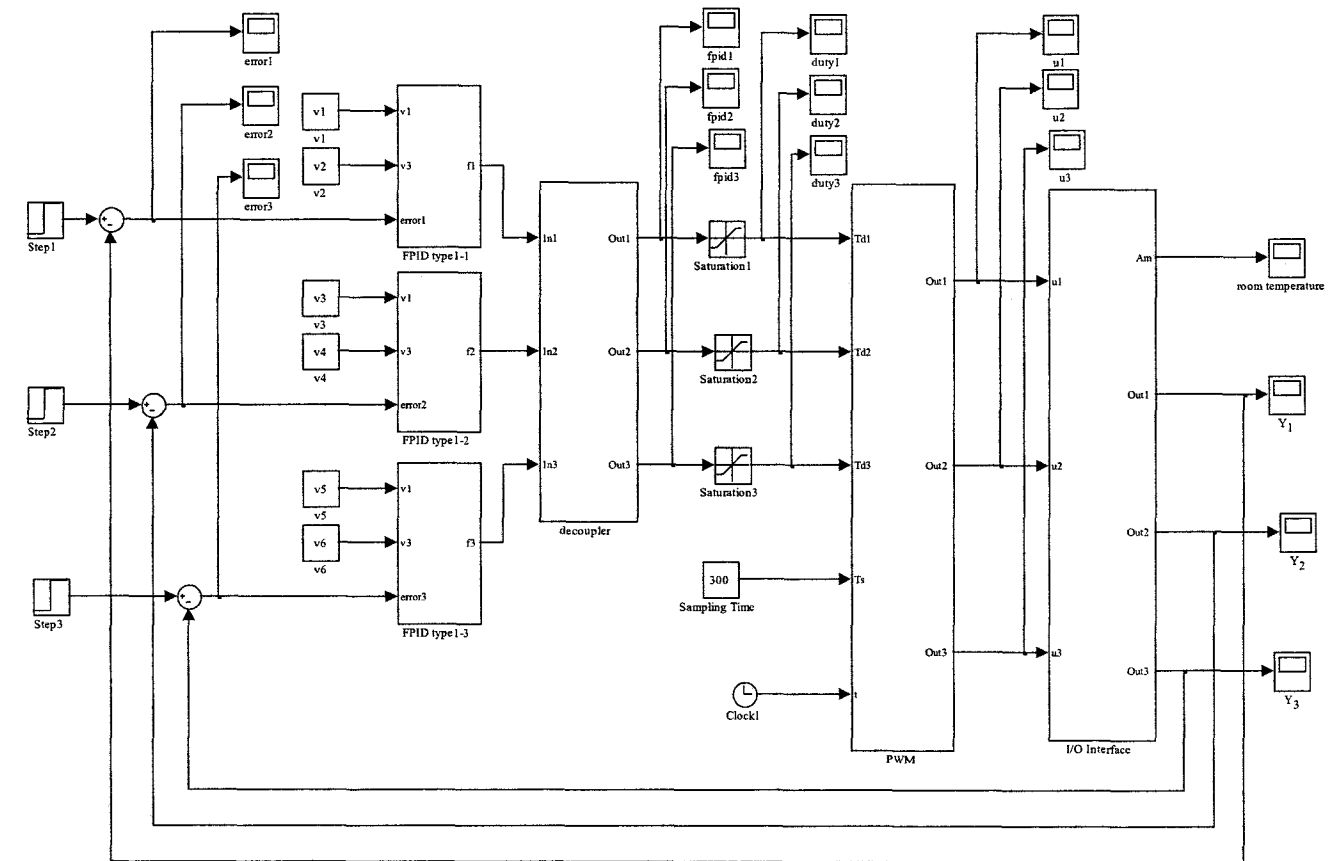 error1
error2
error3
fpid1
fpid2
fpid3
duty1
duty2
duty3
u1
u2
u3
v1
v1
v2
v2
v1
v3
error1
f1
FPID type1-1
Step1
+
-
v3
v3
v4
v4
v1
v3
error2
f2
FPID type1-2
Step2
+
-
v5
v5
v6
v6
v1
v3
error3
f3
FPID type1-3
Step3
+
-
In1
In2
In3
Out1
Out2
Out3
decoupler
Saturation1
Saturation2
Saturation3
300
Sampling Time
Clock1
Td1
Td2
Td3
Ts
t
Out1
Out2
Out3
PWM
u1
u2
u3
Am
Out1
Out2
Out3
I/O Interface
room temperature
Y1
Y2
Y3